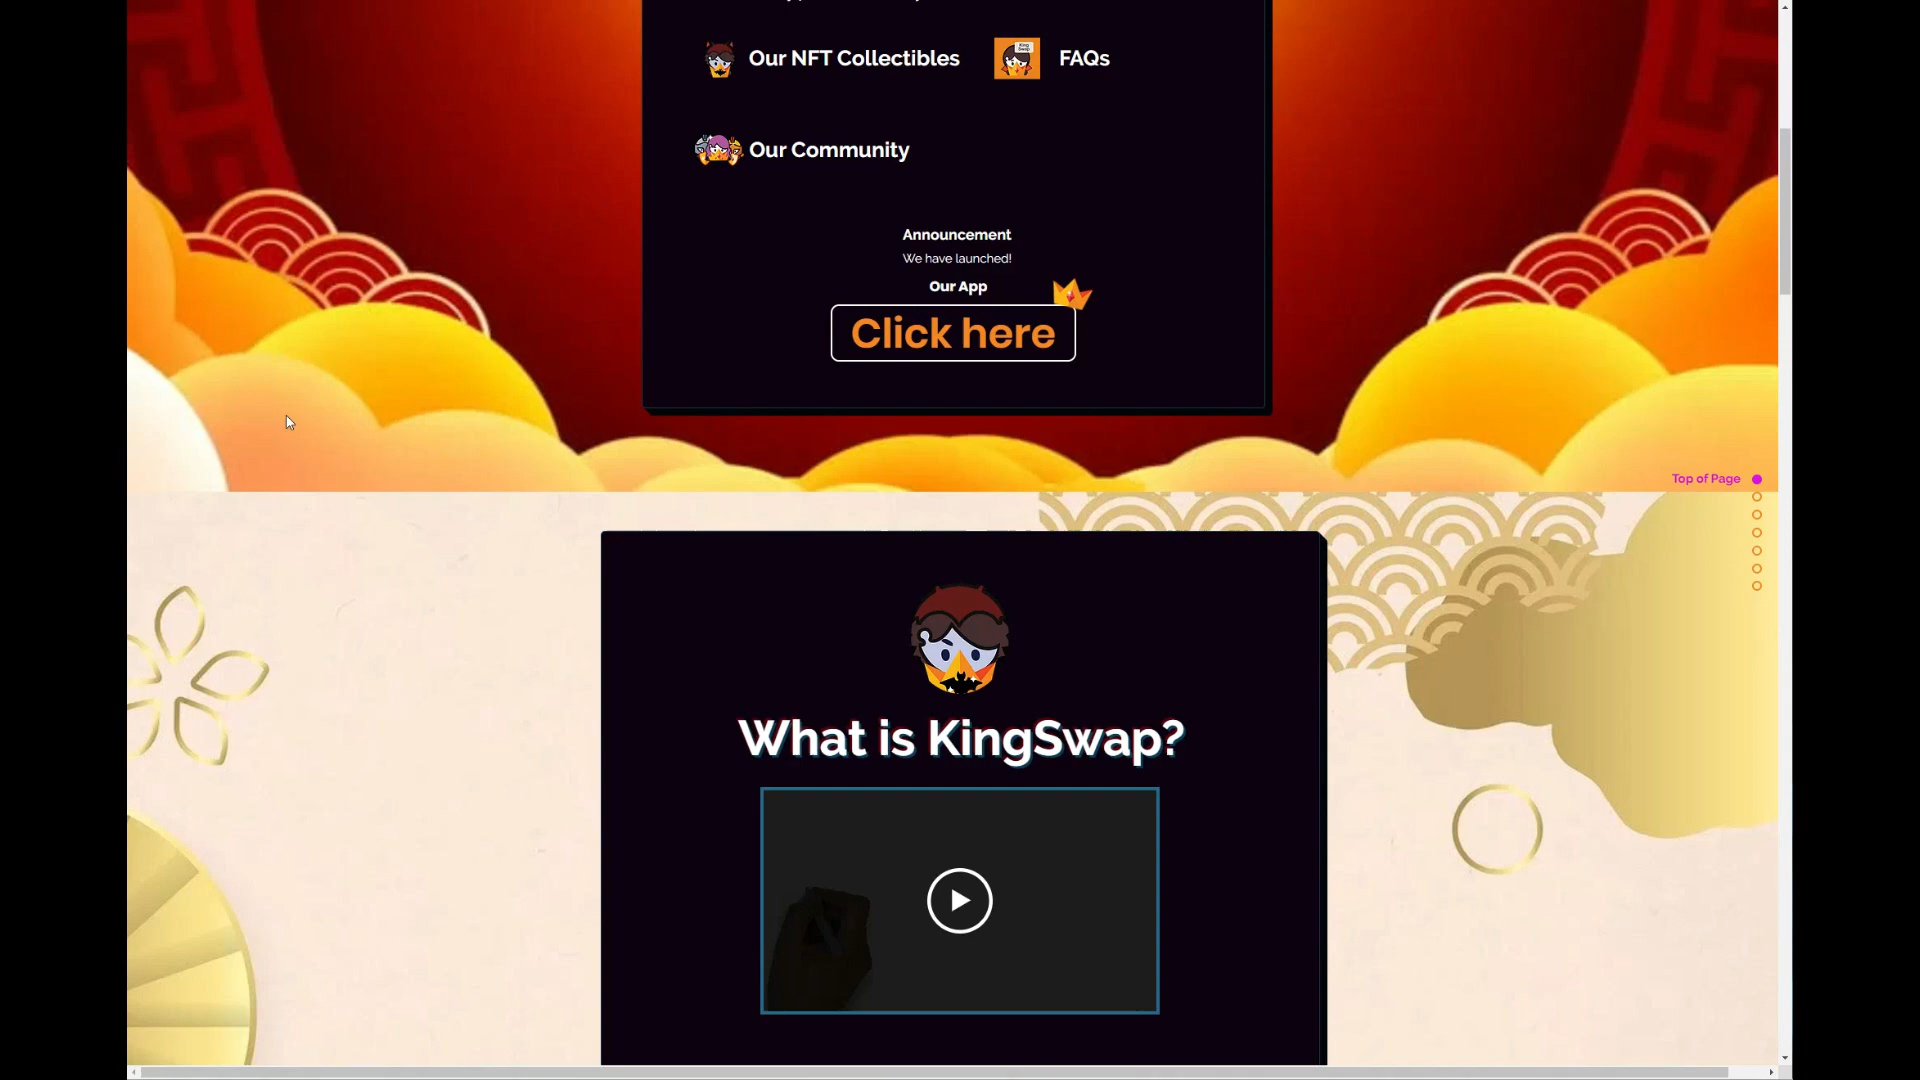 Our NFT Collectibles
FAQs
Our Community
Announcement
We have launched!
Our App
Click here
Top of Page
What is KingSwap?